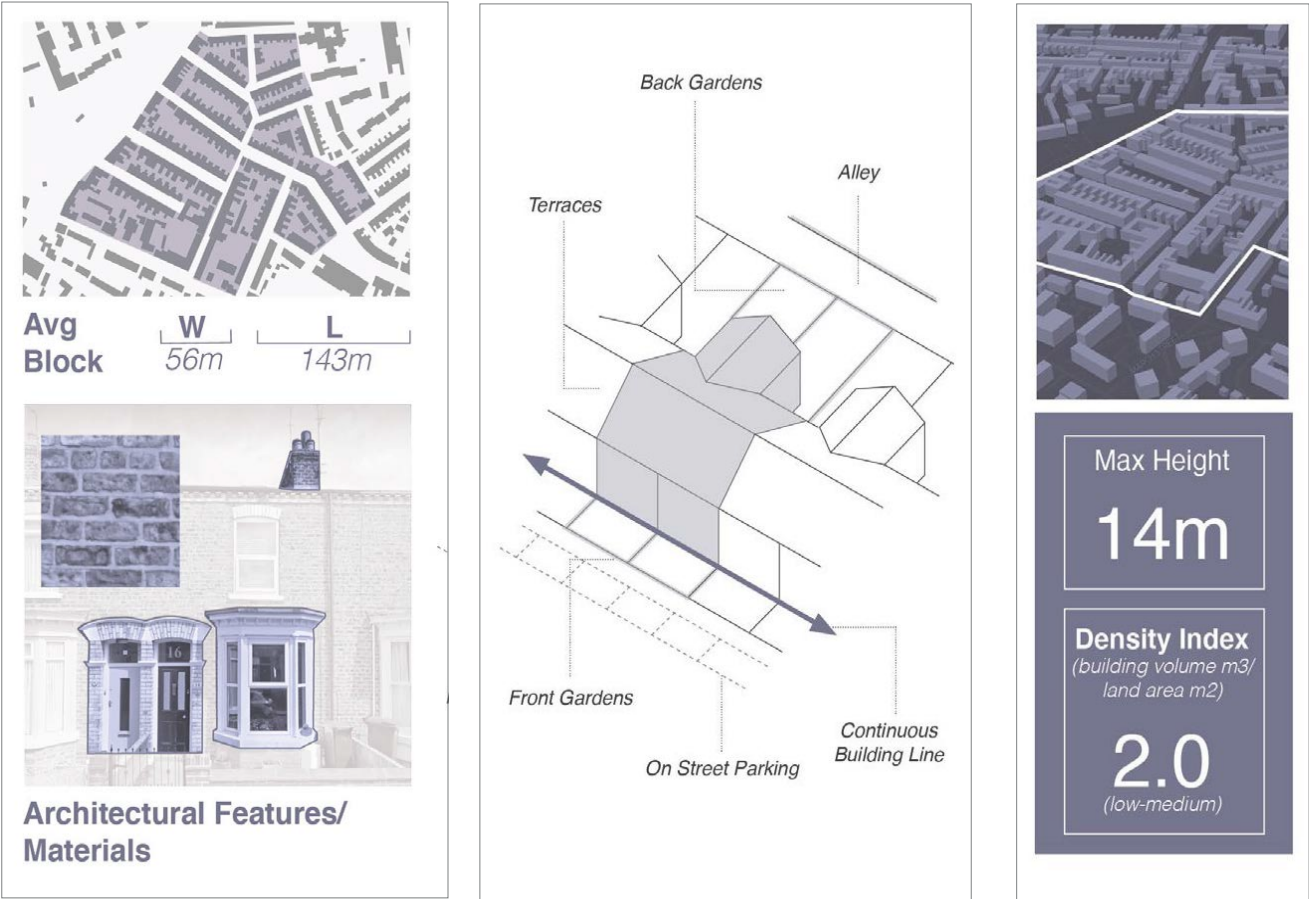 Avg
Block
W
56m
L
143m
16
Architectural Features/
Materials
Back Gardens
Alley
Terraces
Front Gardens
On Street Parking
Continuous
Building Line
Max Height
14m
Density Index
(building volume m3/
land area m2)
2.0
(low-medium)